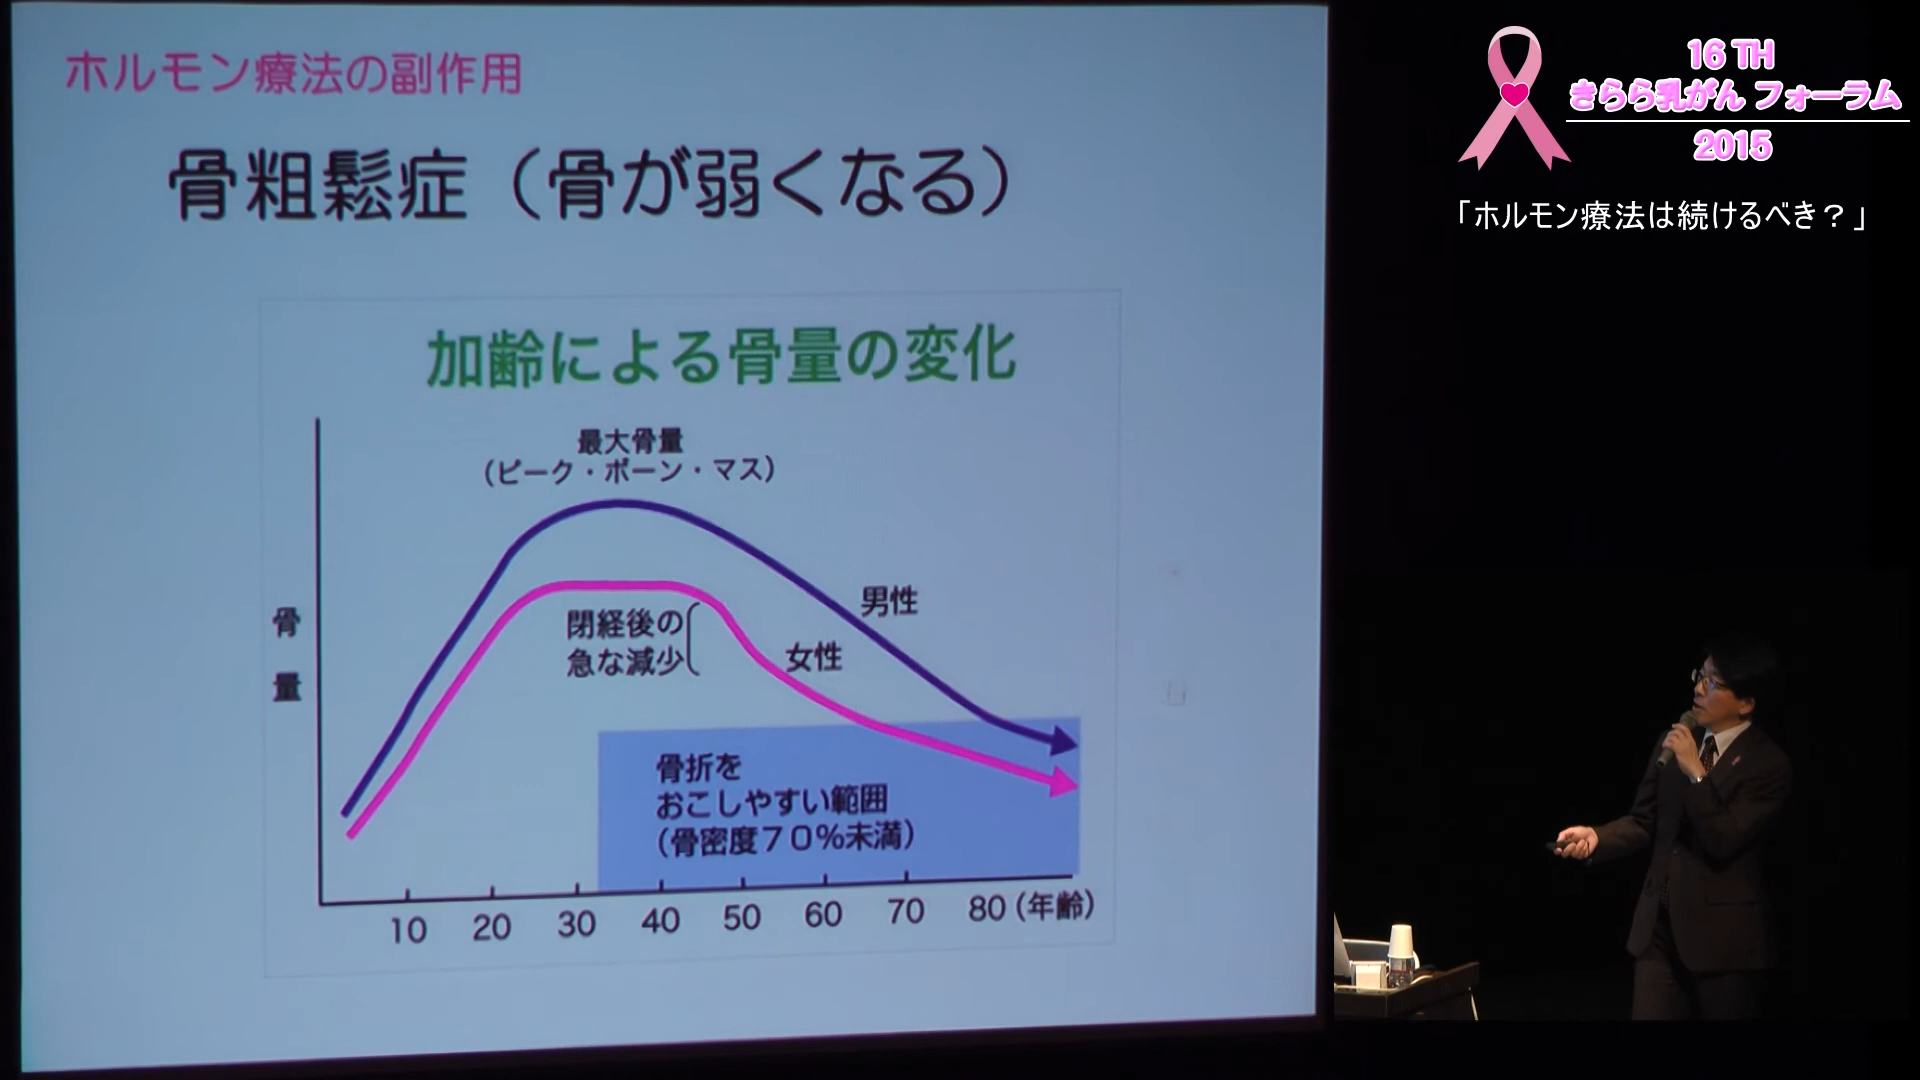 ホルモン療法の副作用
骨粗鬆症（骨が弱くなる）
加齢による骨量の変化
最大骨量
（ピーク・ボーン・マス）
男性
閉経後の
急な減少
女性
骨量
骨折を
おこしやすい範囲
（骨密度７０％未満）
10 20 30 40 50 60 70 80（年齢）
16 TH
きらら乳がん フォーラム
2015
「ホルモン療法は続けるべき？」